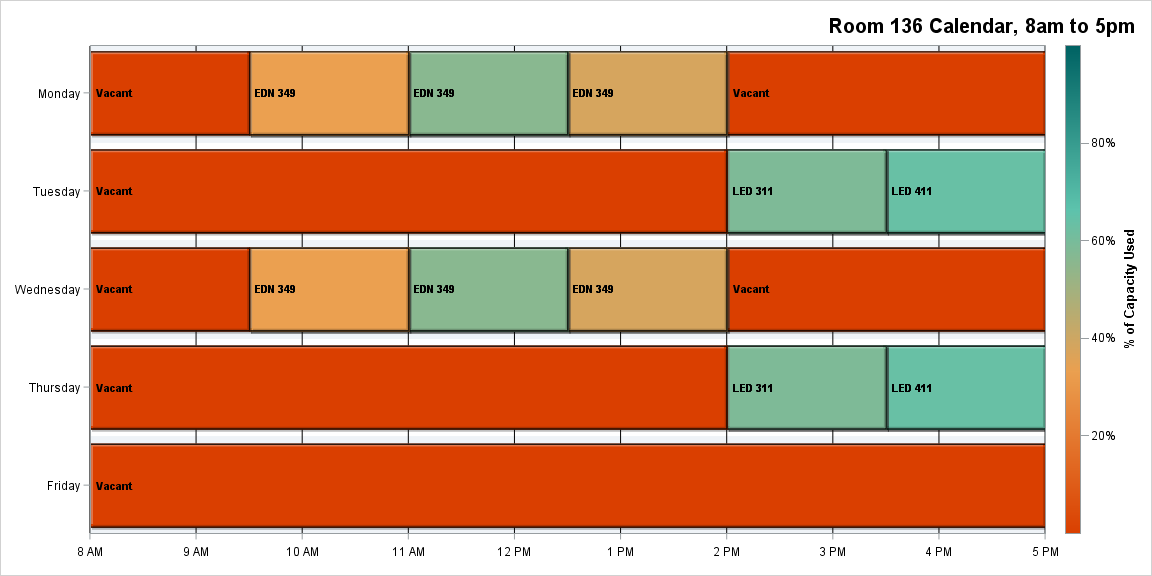 Room 136 Calendar, 8am to 5pm
Monday
Vacant
EDN 349
EDN 349
EDN 349
Vacant
Tuesday
Vacant
LED 311
LED 411
Wednesday
Vacant
EDN 349
EDN 349
EDN 349
Vacant
Thursday
Vacant
LED 311
LED 411
Friday
Vacant
8 AM
9 AM
10 AM
11 AM
12 PM
1 PM
2 PM
3 PM
4 PM
5 PM
80%
60%
40%
20%
% of Capacity Used